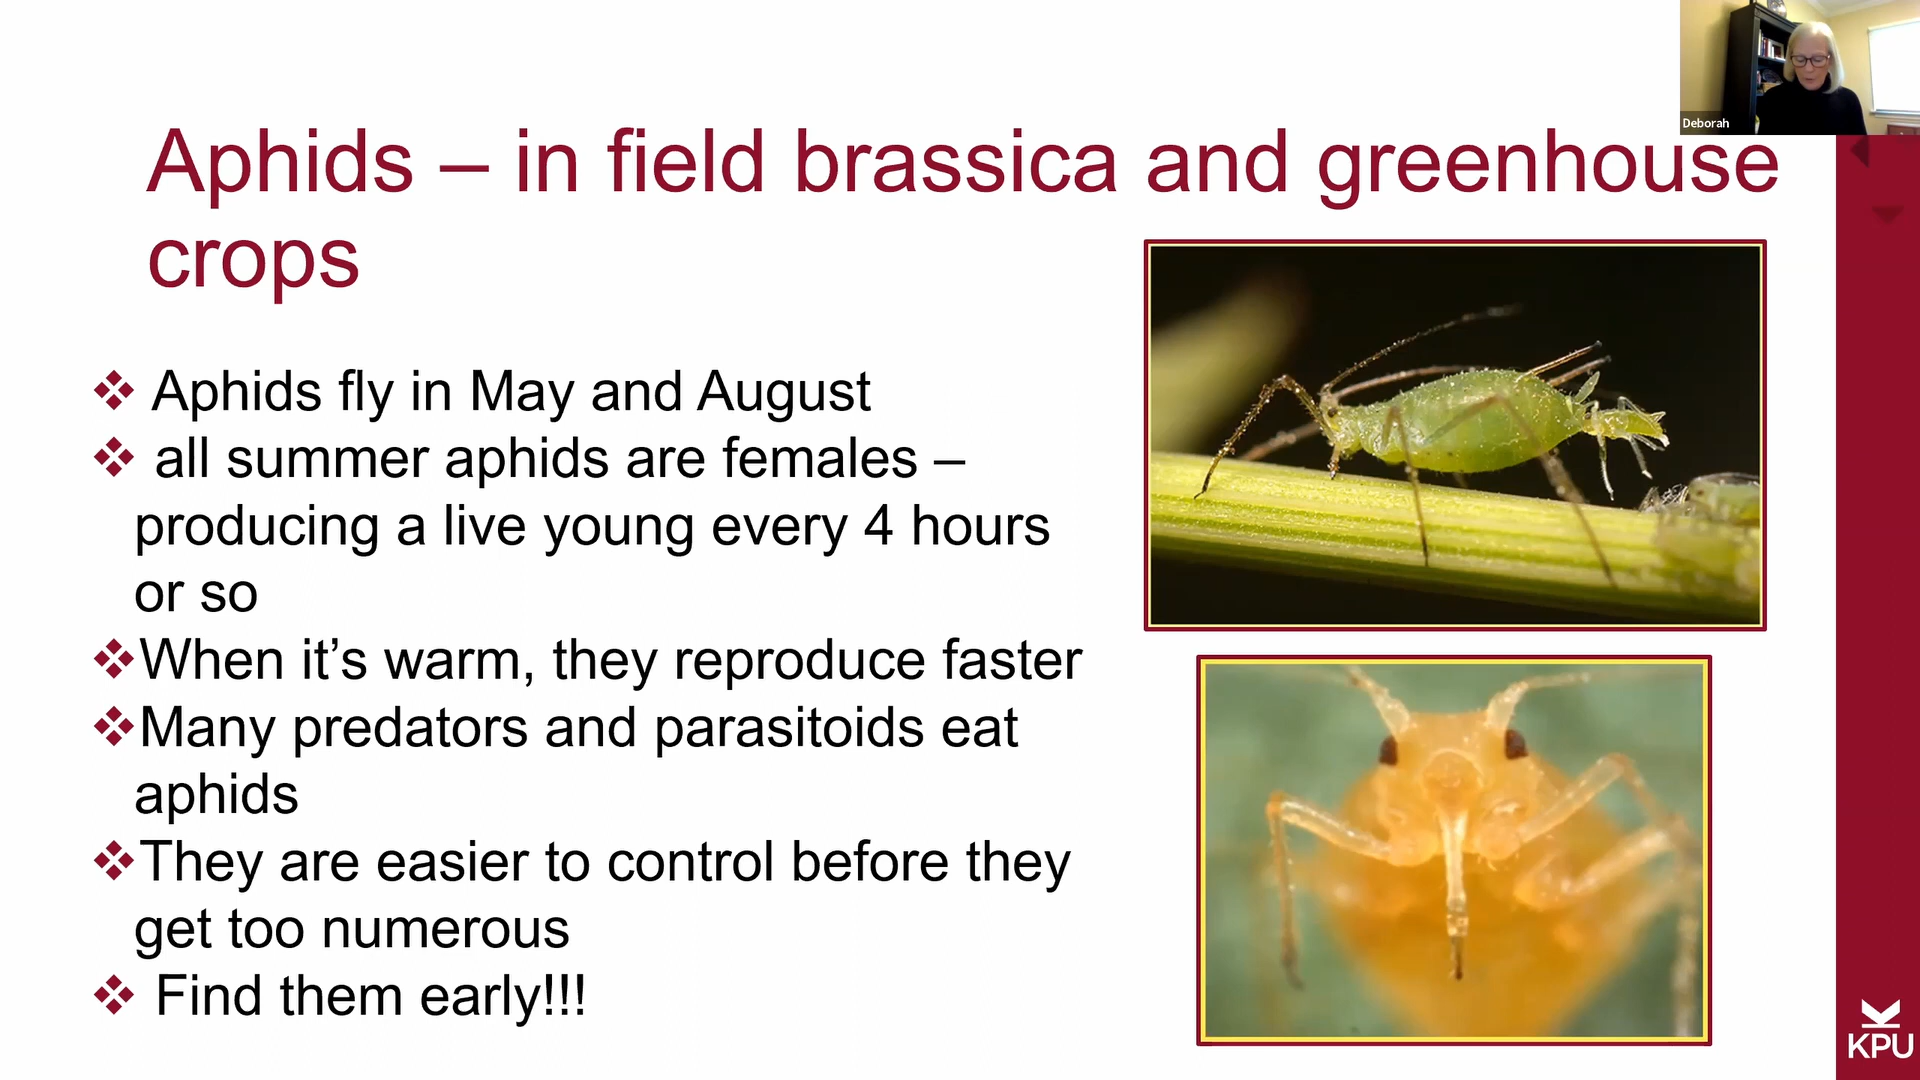 Deborah
Aphids – in field brassica and greenhouse
crops
❖ Aphids fly in May and August
❖ all summer aphids are females –
producing a live young every 4 hours
or so
❖When it’s warm, they reproduce faster
❖Many predators and parasitoids eat
aphids
❖They are easier to control before they
get too numerous
❖ Find them early!!!
KPU